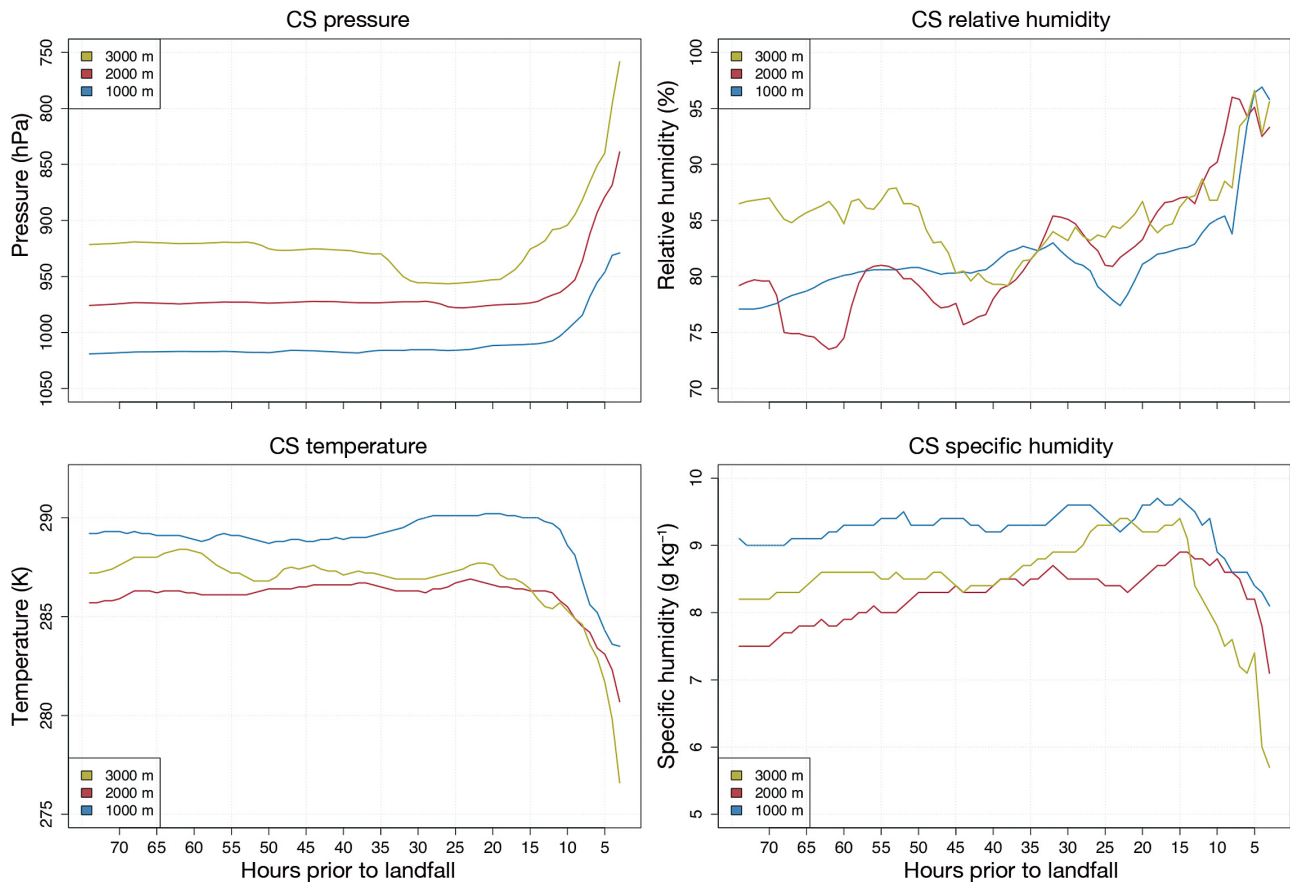 CS pressure
3000 m
2000 m
1000 m
Pressure (hPa)
750
800
850
900
950
1000
1050
CS relative humidity
3000 m
2000 m
1000 m
Relative humidity (%)
100
95
90
85
80
75
70
CS temperature
Temperature (K)
290
285
280
275
3000 m
2000 m
1000 m
70 65 60 55 50 45 40 35 30 25 20 15 10 5
Hours prior to landfall
CS specific humidity
Specific humidity (g kg⁻¹)
10
9
8
7
6
5
3000 m
2000 m
1000 m
70 65 60 55 50 45 40 35 30 25 20 15 10 5
Hours prior to landfall